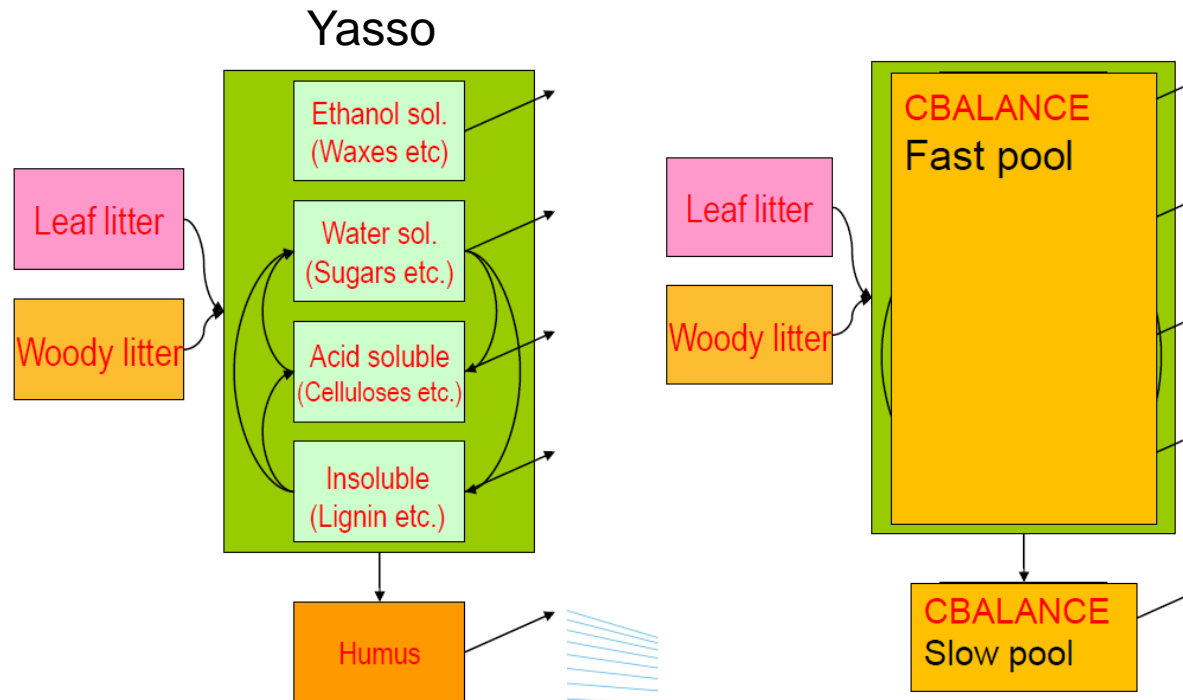 Yasso
Ethanol sol.
(Waxes etc)
Leaf litter
Water sol.
(Sugars etc.)
Woody litter
Acid soluble
(Celluloses etc.)
Insoluble
(Lignin etc.)
Humus
CBALANCE
Fast pool
Leaf litter
Woody litter
CBALANCE
Slow pool